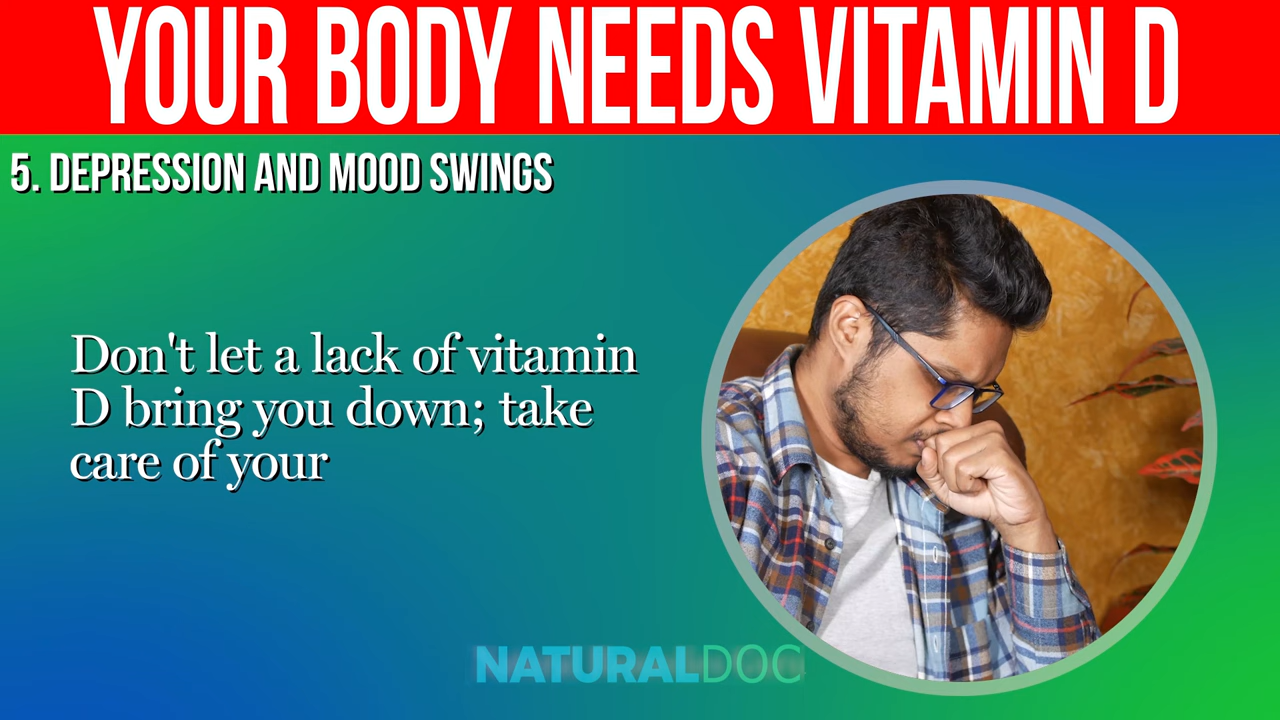 YOUR BODY NEEDS VITAMIN D
5. DEPRESSION AND MOOD SWINGS
Don't let a lack of vitamin
D bring you down; take
care of your
NATURALDOC